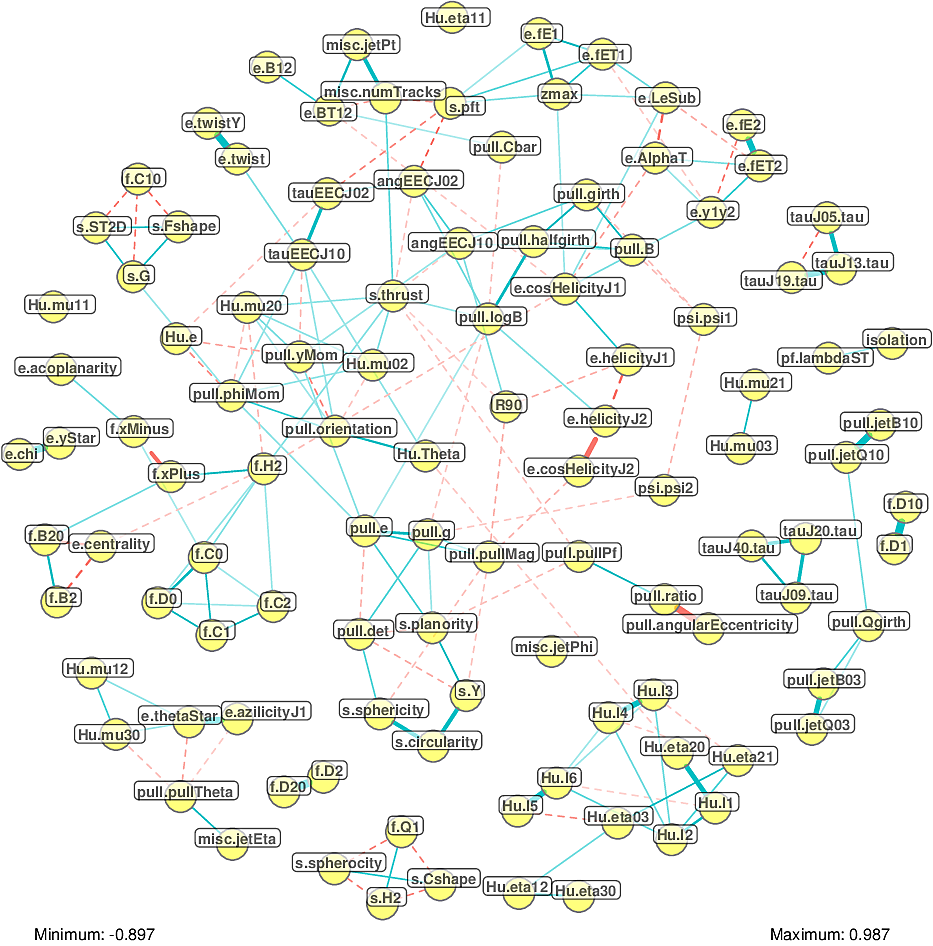 Hu.eta11
misc.jetPt
e.fE1
e.fET1
e.B12
misc.numTracks
zmax
e.LeSub
s.pft
e.BT12
e.twistY
e.fE2
pull.Cbar
e.twist
e.AlphaT
e.fET2
f.C10
tauEECJ02
angEECJ02
pull.girth
e.y1y2
tauJ05.tau
s.ST2D
s.Fshape
angEECJ10
pull.halfgirth
pull.B
tauEECJ10
tauJ13.tau
s.G
tauJ19.tau
s.thrust
e.cosHelicityJ1
Hu.mu11
Hu.mu20
pull.logB
psi.psi1
Hu.e
isolation
pull.yMom
Hu.mu02
e.helicityJ1
pf.lambdaST
e.acoplanarity
Hu.mu21
pull.phiMom
R90
e.helicityJ2
pull.jetB10
f.xMinus
pull.orientation
e.yStar
Hu.mu03
e.chi
Hu.Theta
pull.jetQ10
f.H2
e.cosHelicityJ2
f.xPlus
psi.psi2
f.D10
pull.e
pull.g
tauJ20.tau
f.B20
e.centrality
f.C0
pull.pullMag
pull.pullPf
tauJ40.tau
f.D1
f.B2
f.D0
f.C2
pull.ratio
tauJ09.tau
f.C1
pull.det
s.planority
pull.angularEccentricity
pull.Qgirth
misc.jetPhi
Hu.mu12
s.Y
Hu.I3
pull.jetB03
s.sphericity
e.thetaStar
e.azilicityJ1
Hu.I4
Hu.mu30
s.circularity
pull.jetQ03
Hu.eta20
Hu.eta21
f.D2
Hu.I6
f.D20
pull.pullTheta
Hu.I5
Hu.I1
Hu.eta03
f.Q1
Hu.I2
misc.jetEta
s.spherocity
s.Cshape
Hu.eta12
Hu.eta30
s.H2
Minimum: -0.897
Maximum: 0.987